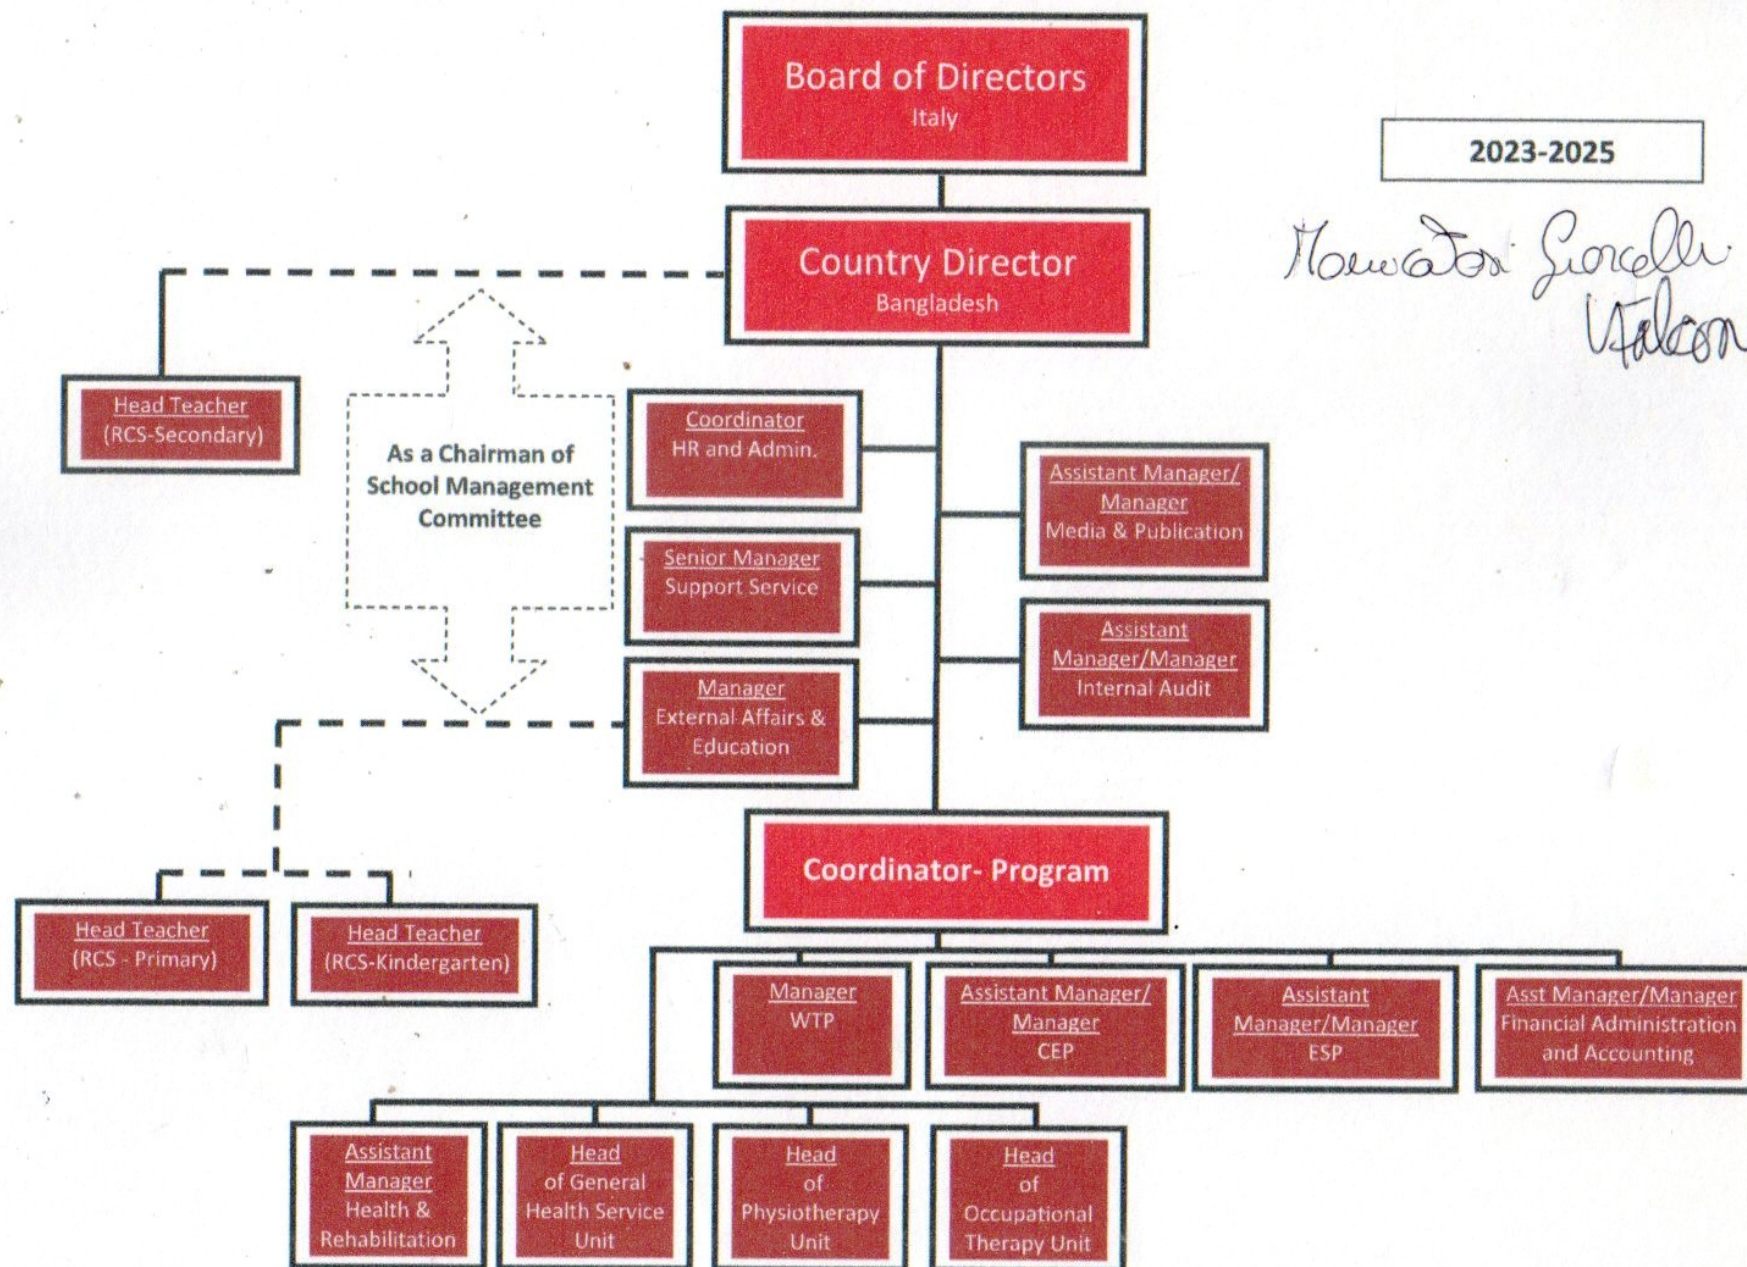 Board of Directors
Italy
2023-2025
Country Director
Bangladesh
Head Teacher
(RCS-Secondary)
As a Chairman of
School Management
Committee
Coordinator
HR and Admin.
Assistant Manager/
Manager
Media & Publication
Senior Manager
Support Service
Assistant
Manager/Manager
Internal Audit
Manager
External Affairs &
Education
Coordinator- Program
Head Teacher
(RCS - Primary)
Head Teacher
(RCS-Kindergarten)
Manager
WTP
Assistant Manager/
Manager
CEP
Assistant
Manager/Manager
ESP
Asst Manager/Manager
Financial Administration
and Accounting
Assistant
Manager
Health &
Rehabilitation
Head
of General
Health Service
Unit
Head
of
Physiotherapy
Unit
Head
of
Occupational
Therapy Unit